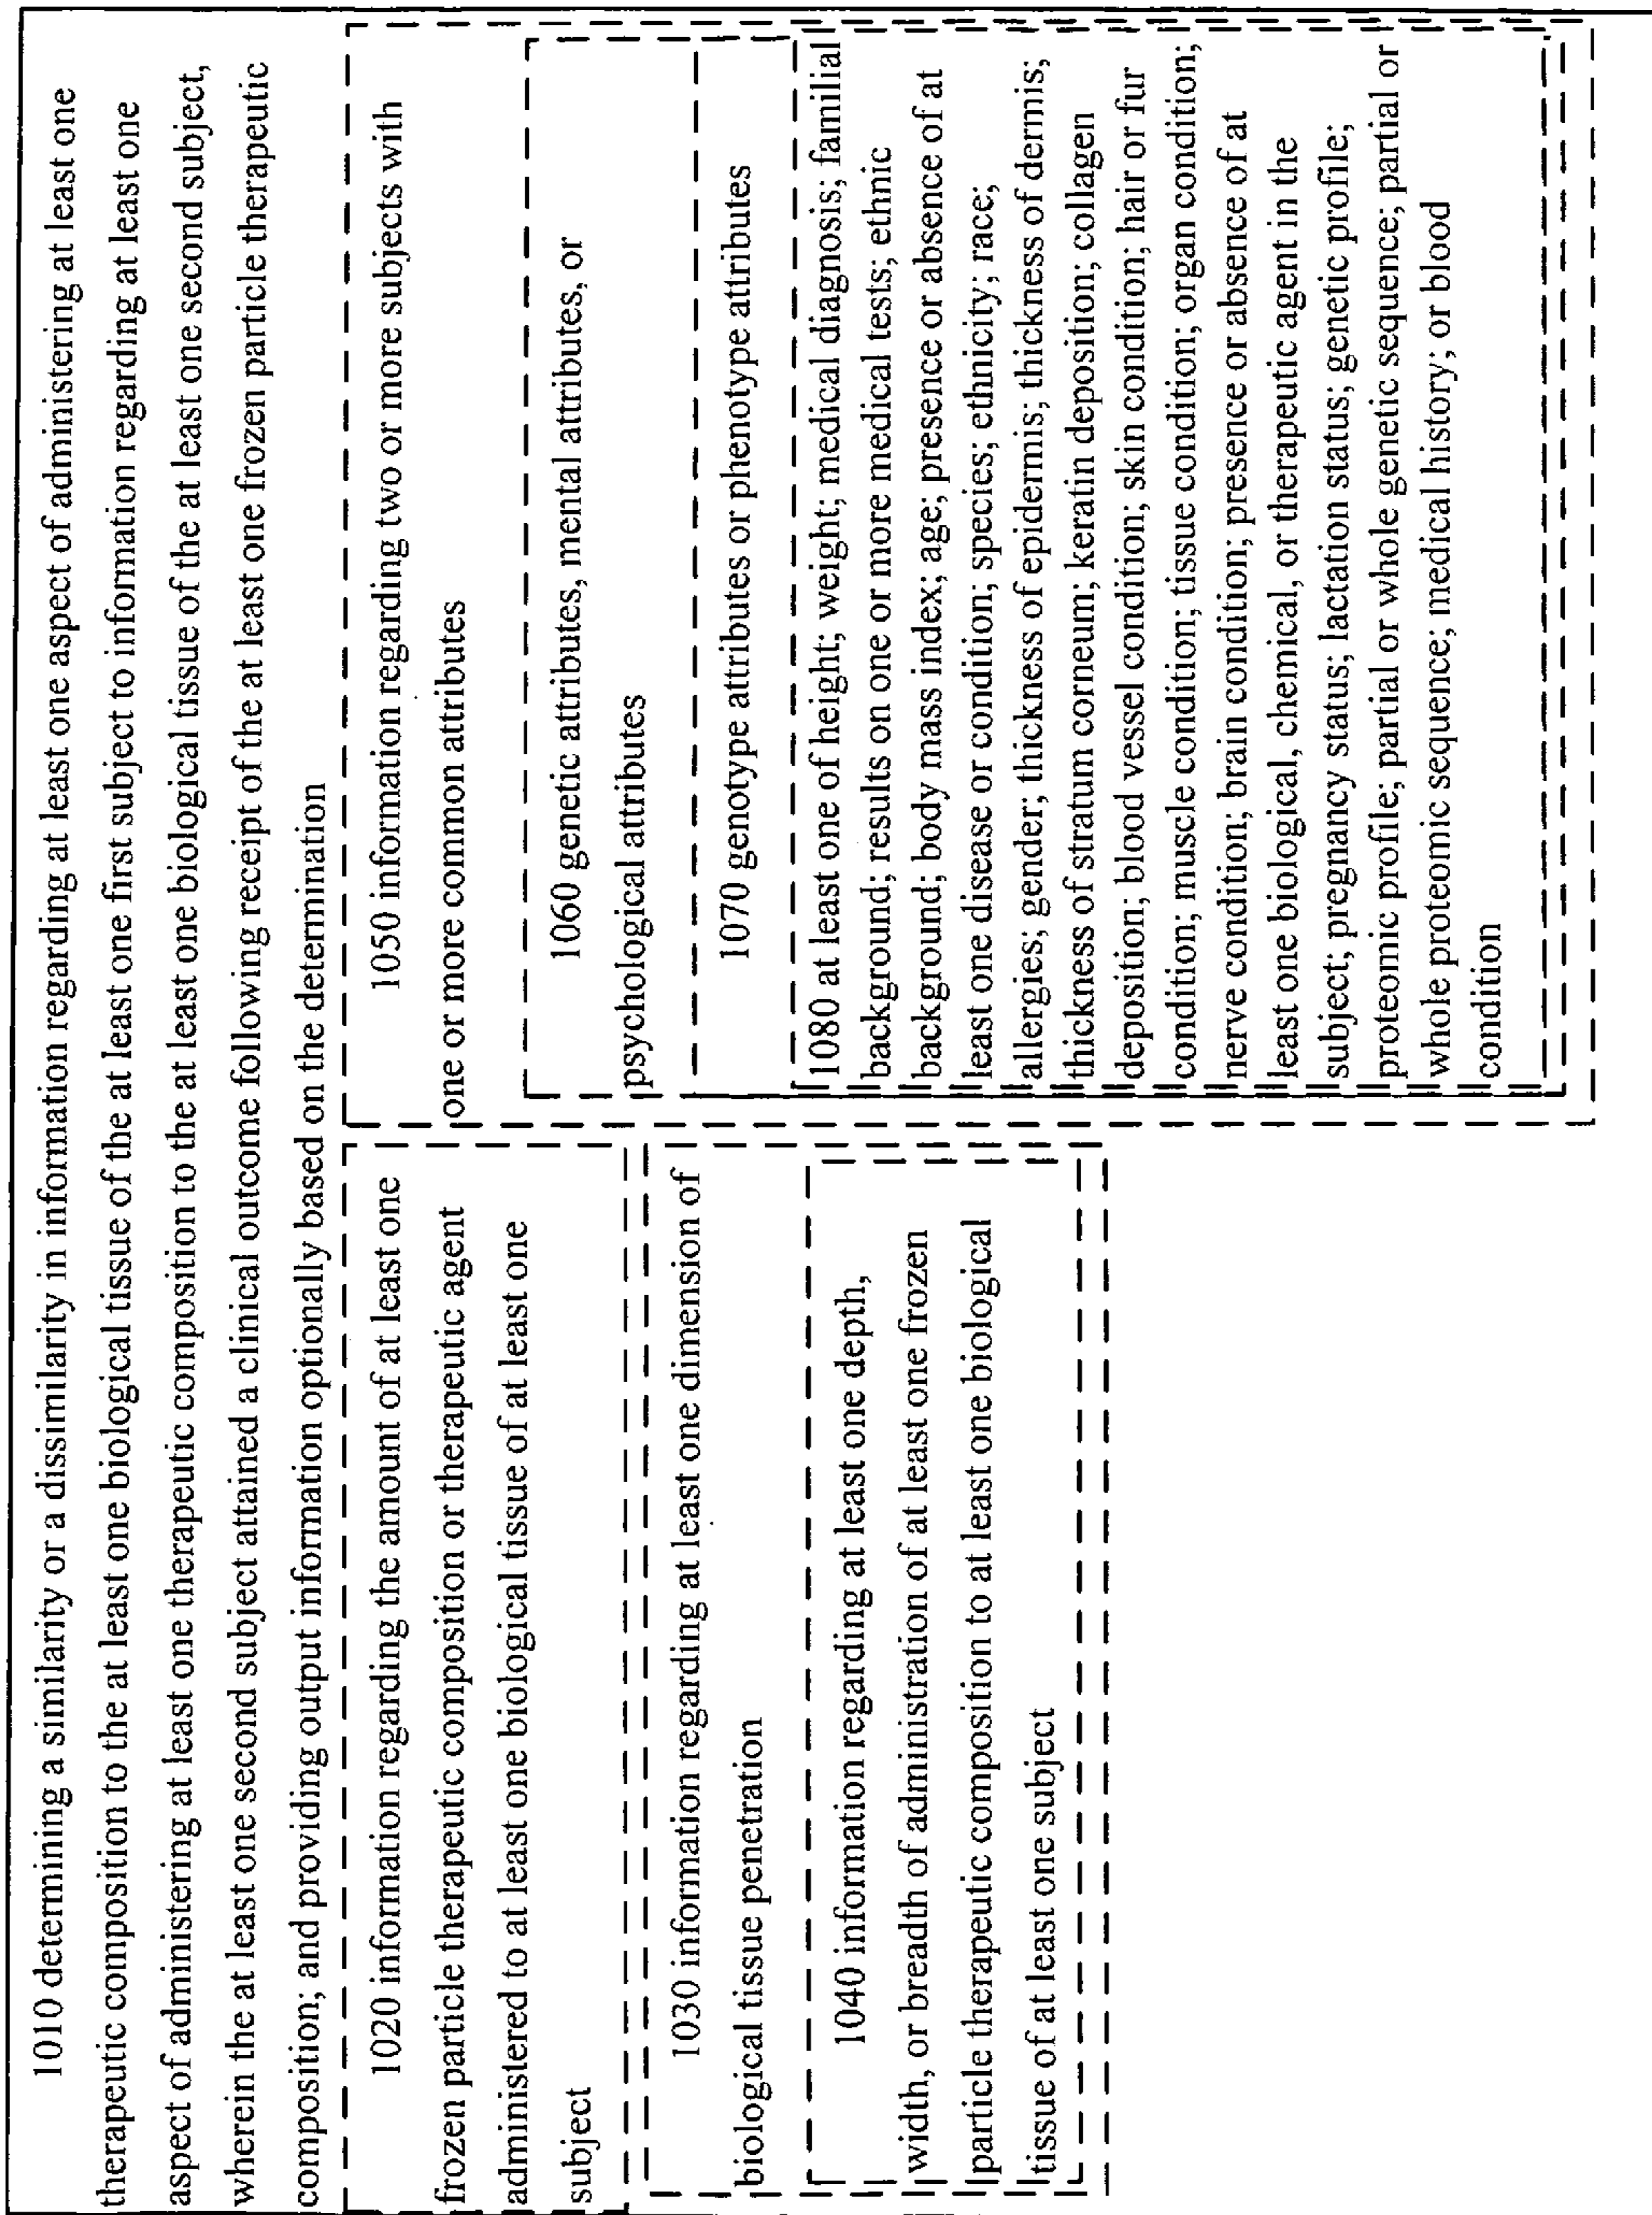 1010 determining a similarity or a dissimilarity in information regarding at least one aspect of administering at least one
therapeutic composition to the at least one biological tissue of the at least one first subject to information regarding at least one
aspect of administering at least one therapeutic composition to the at least one biological tissue of the at least one second subject,
wherein the at least one second subject attained a clinical outcome following receipt of the at least one frozen particle therapeutic
composition; and providing output information optionally based on the determination
1020 information regarding the amount of at least one
frozen particle therapeutic composition or therapeutic agent
administered to at least one biological tissue of at least one
subject
1030 information regarding at least one dimension of
biological tissue penetration
1040 information regarding at least one depth,
width, or breadth of administration of at least one frozen
particle therapeutic composition to at least one biological
tissue of at least one subject
1050 information regarding two or more subjects with
one or more common attributes
1060 genetic attributes, mental attributes, or
psychological attributes
1070 genotype attributes or phenotype attributes
1080 at least one of height; weight; medical diagnosis; familial
background; results on one or more medical tests; ethnic
background; body mass index; age; presence or absence of at
least one disease or condition; species; ethnicity; race;
allergies; gender; thickness of epidermis; thickness of dermis;
thickness of stratum corneum; keratin deposition; collagen
deposition; blood vessel condition; skin condition; hair or fur
condition; muscle condition; tissue condition; organ condition;
nerve condition; brain condition; presence or absence of at
least one biological, chemical, or therapeutic agent in the
subject; pregnancy status; lactation status; genetic profile;
proteomic profile; partial or whole genetic sequence; partial or
whole proteomic sequence; medical history; or blood
condition